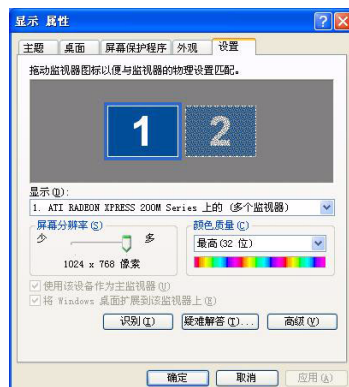 显示 属性
主题 桌面 屏幕保护程序 外观 设置
拖动监视器图标以便与监视器的物理设置匹配。
1 2
显示(D):
1. ATI RADEON XPRESS 200M Series 上的 (多个监视器)
屏幕分辨率(S) 颜色质量(C)
少 多 最高(32 位)
1024 x 768 像素
使用该设备作为主监视器(U)
将 Windows 桌面扩展到该监视器上(E)
识别(I) 疑难解答(T)... 高级(V)
确定 取消 应用(A)